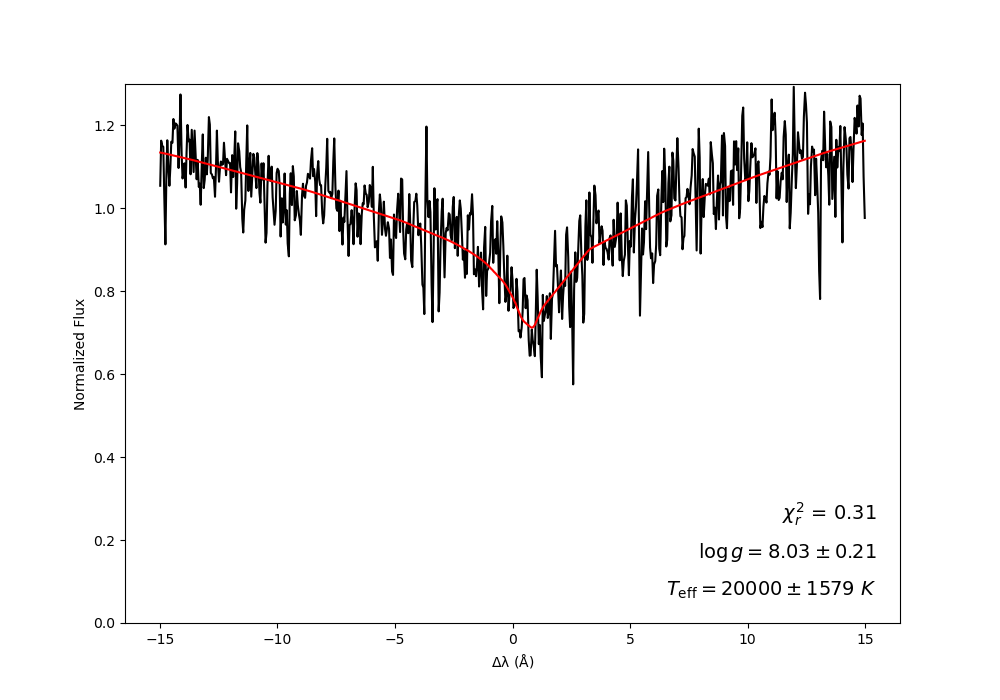 1.2
1.0
0.8
0.6
0.4
0.2
0.0
Normalized Flux
χ²ᵣ = 0.31
log g = 8.03 ± 0.21
T_eff = 20000 ± 1579 K
−15 −10 −5 0 5 10 15
Δλ (Å)